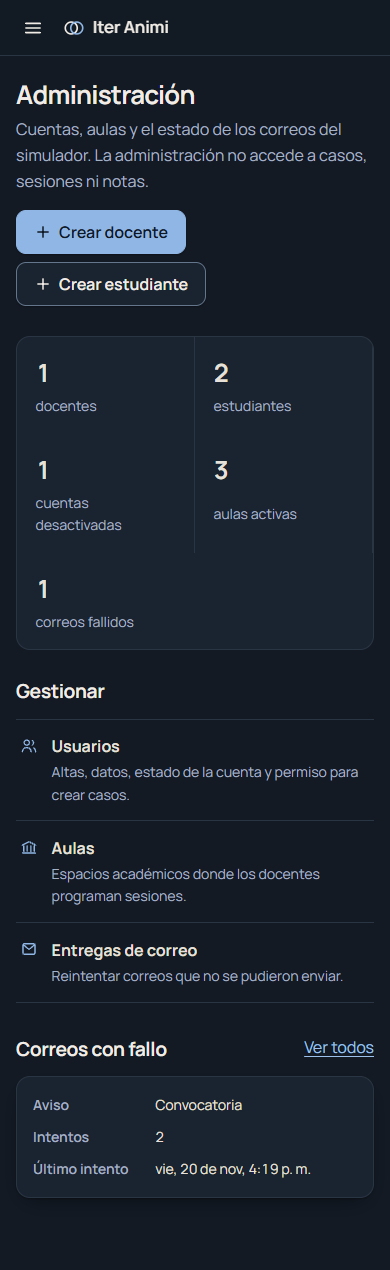 Iter Animi
Administración
Cuentas, aulas y el estado de los correos del
simulador. La administración no accede a casos,
sesiones ni notas.
+ Crear docente
+ Crear estudiante
1
docentes
2
estudiantes
1
cuentas
desactivadas
3
aulas activas
1
correos fallidos
Gestionar
Usuarios
Altas, datos, estado de la cuenta y permiso para
crear casos.
Aulas
Espacios académicos donde los docentes
programan sesiones.
Entregas de correo
Reintentar correos que no se pudieron enviar.
Correos con fallo
Ver todos
Aviso Convocatoria
Intentos 2
Último intento vie, 20 de nov, 4:19 p. m.